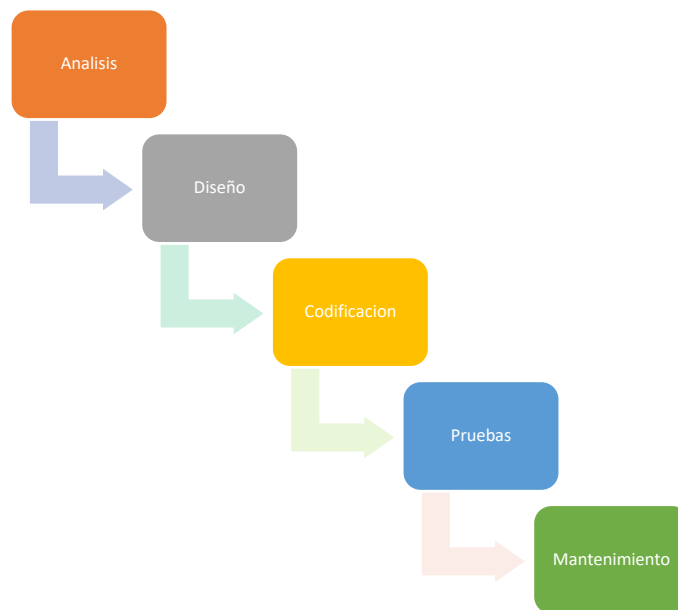 Analisis
Diseño
Codificacion
Pruebas
Mantenimiento